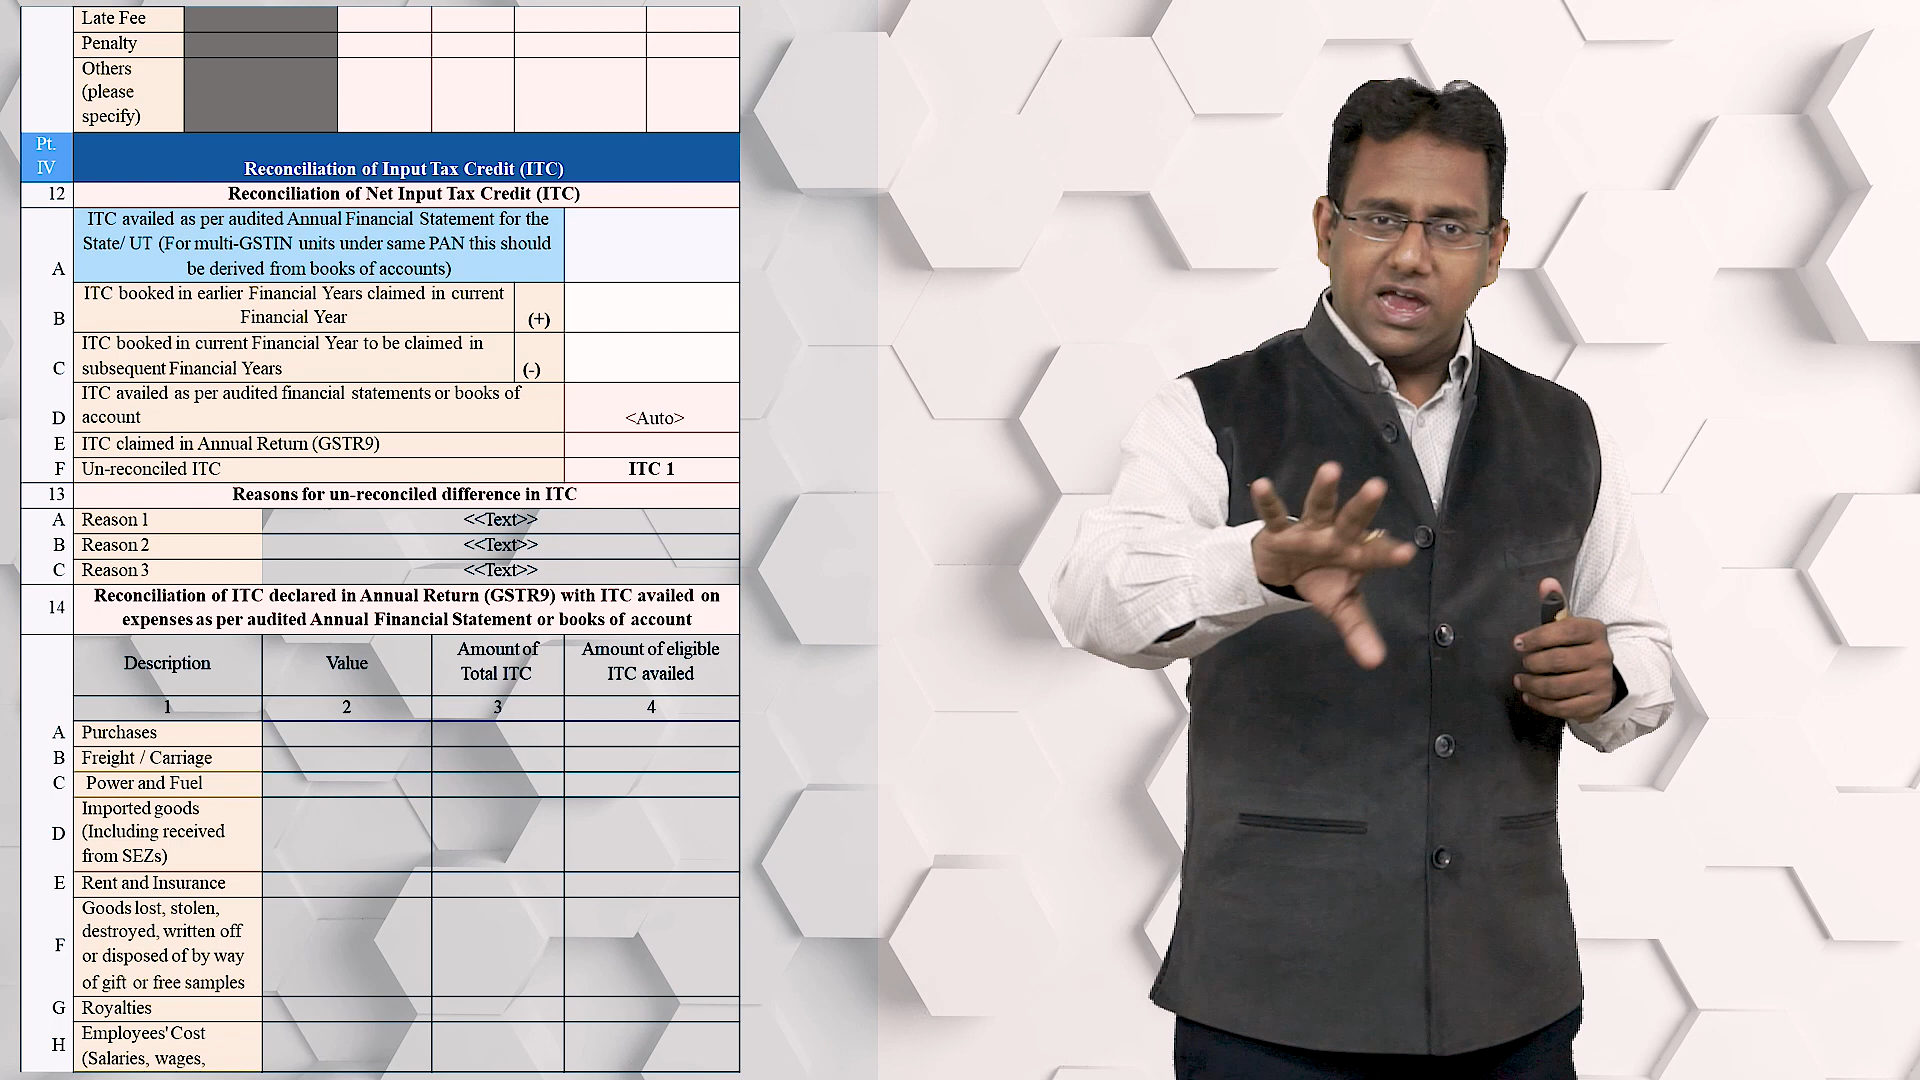 Late Fee
Penalty
Others
(please
specify)
Pt.
IV
Reconciliation of Input Tax Credit (ITC)
12
Reconciliation of Net Input Tax Credit (ITC)
A
ITC availed as per audited Annual Financial Statement for the
State/ UT (For multi-GSTIN units under same PAN this should
be derived from books of accounts)
B
ITC booked in earlier Financial Years claimed in current
Financial Year
(+)
C
ITC booked in current Financial Year to be claimed in
subsequent Financial Years
(-)
D
ITC availed as per audited financial statements or books of
account
<Auto>
E
ITC claimed in Annual Return (GSTR9)
F
Un-reconciled ITC
ITC 1
13
Reasons for un-reconciled difference in ITC
A
Reason 1
<<Text>>
B
Reason 2
<<Text>>
C
Reason 3
<<Text>>
14
Reconciliation of ITC declared in Annual Return (GSTR9) with ITC availed on
expenses as per audited Annual Financial Statement or books of account
Description
Value
Amount of
Total ITC
Amount of eligible
ITC availed
1
2
3
4
A
Purchases
B
Freight / Carriage
C
Power and Fuel
D
Imported goods
(Including received
from SEZs)
E
Rent and Insurance
F
Goods lost, stolen,
destroyed, written off
or disposed of by way
of gift or free samples
G
Royalties
H
Employees' Cost
(Salaries, wages,